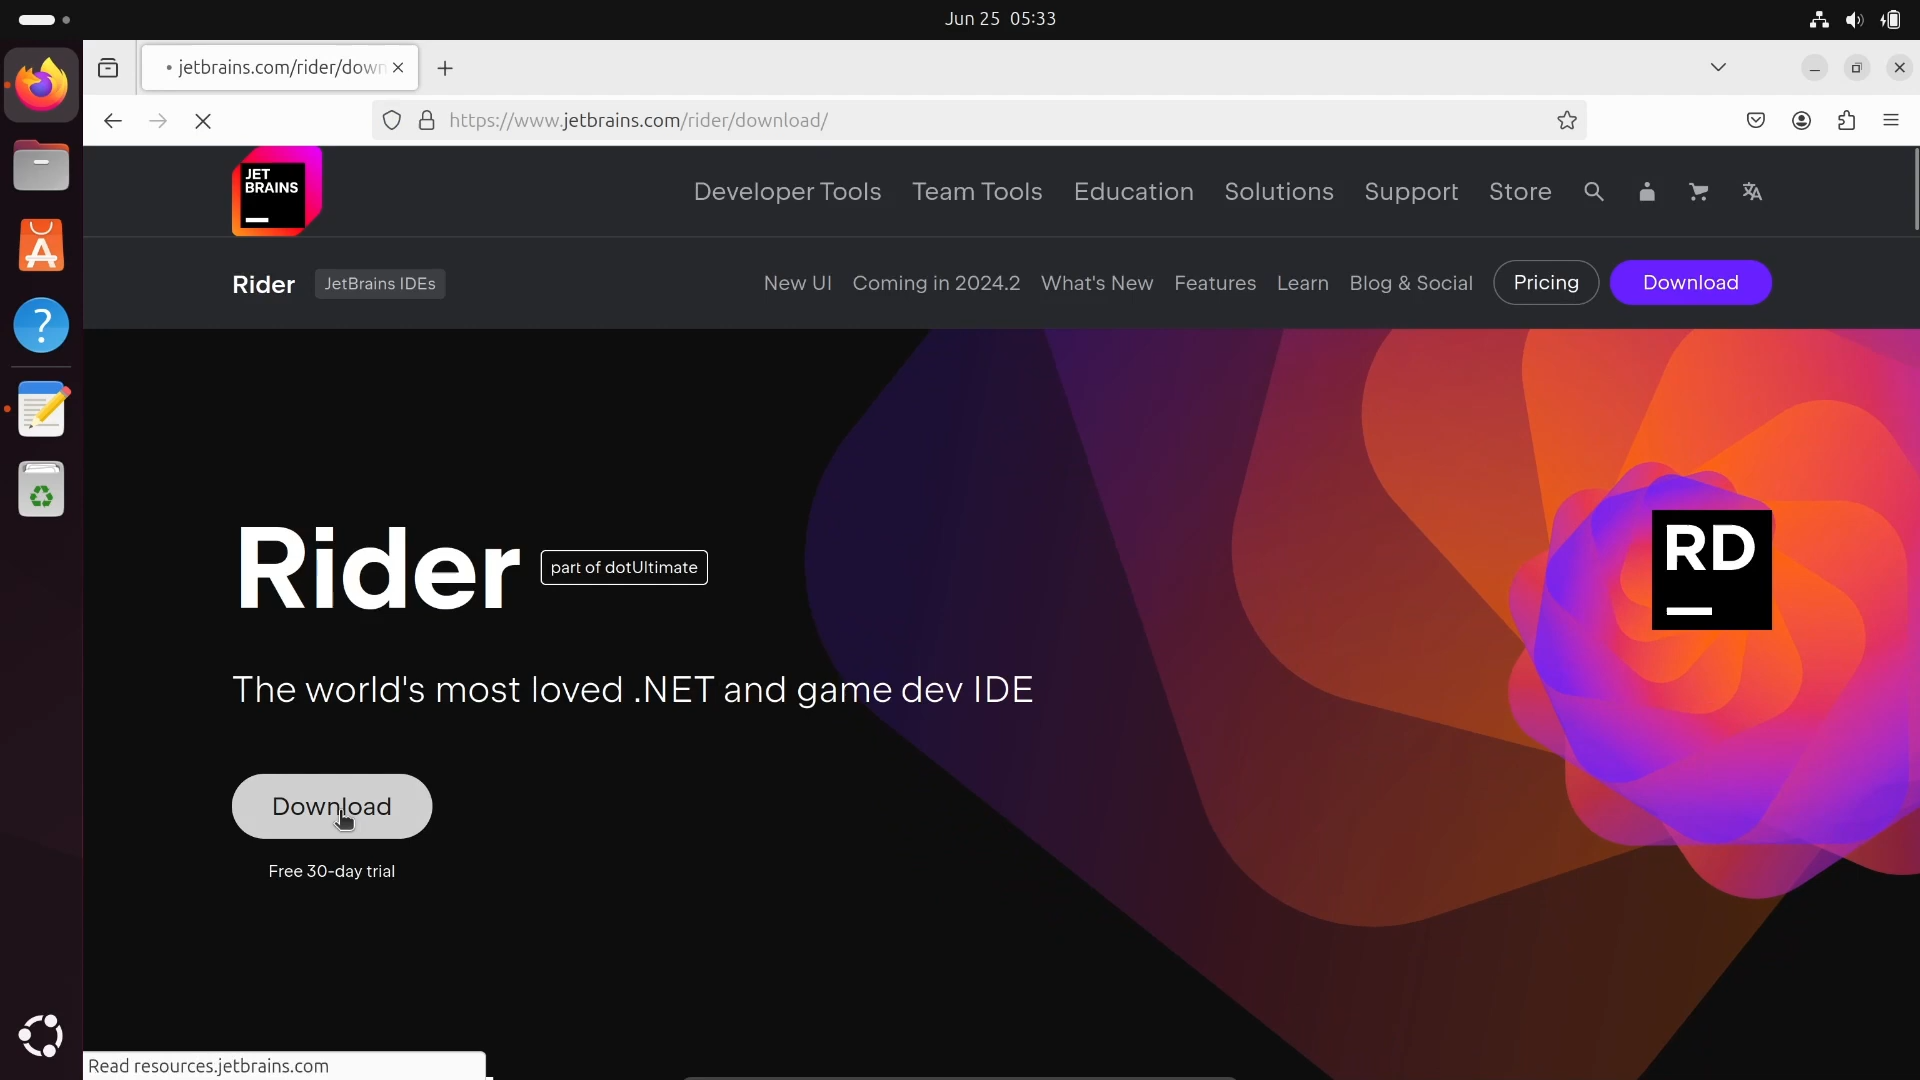 Jun 25 05:33
jetbrains.com/rider/down
https://www.jetbrains.com/rider/download/
JET
BRAINS
Developer Tools Team Tools Education Solutions Support Store
Rider JetBrains IDEs New UI Coming in 2024.2 What's New Features Learn Blog & Social Pricing Download
RD
Rider part of dotUltimate
The world's most loved .NET and game dev IDE
Download
Free 30-day trial
Read resources.jetbrains.com